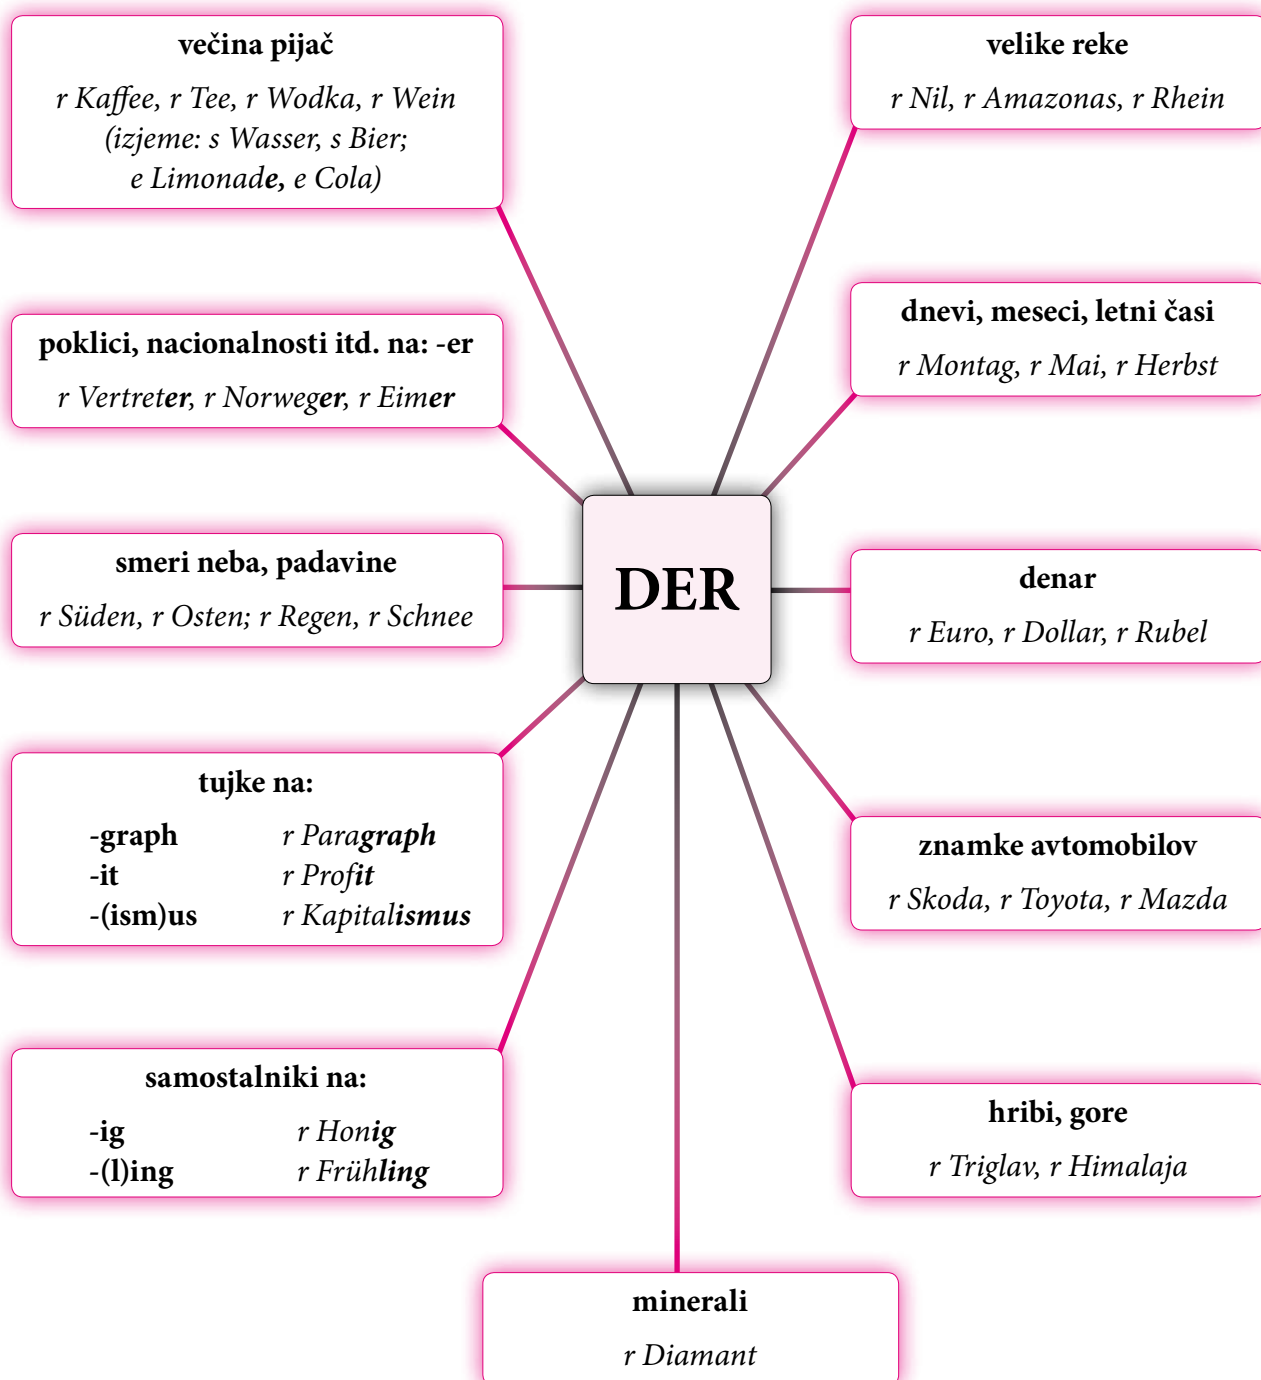 večina pijač
r Kaffee, r Tee, r Wodka, r Wein
(izjeme: s Wasser, s Bier;
e Limonade, e Cola)
poklici, nacionalnosti itd. na: -er
r Vertreter, r Norweger, r Eimer
smeri neba, padavine
r Süden, r Osten; r Regen, r Schnee
tujke na:
-graph r Paragraph
-it r Profit
-(ism)us r Kapitalismus
samostalniki na:
-ig r Honig
-(l)ing r Frühling
DER
velike reke
r Nil, r Amazonas, r Rhein
dnevi, meseci, letni časi
r Montag, r Mai, r Herbst
denar
r Euro, r Dollar, r Rubel
znamke avtomobilov
r Skoda, r Toyota, r Mazda
hribi, gore
r Triglav, r Himalaja
minerali
r Diamant